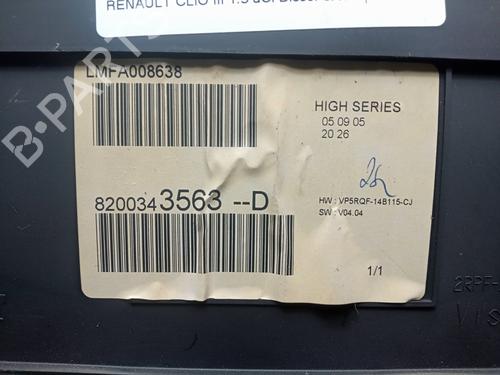 RENAULT CLIO III 1.5 dCi Diesel
LMFA008638
HIGH SERIES
05 09 05
20 26
8200343563 --D
HW : VP5RQF-14B115-CJ
SW : V04.04
1/1
B-PARTS